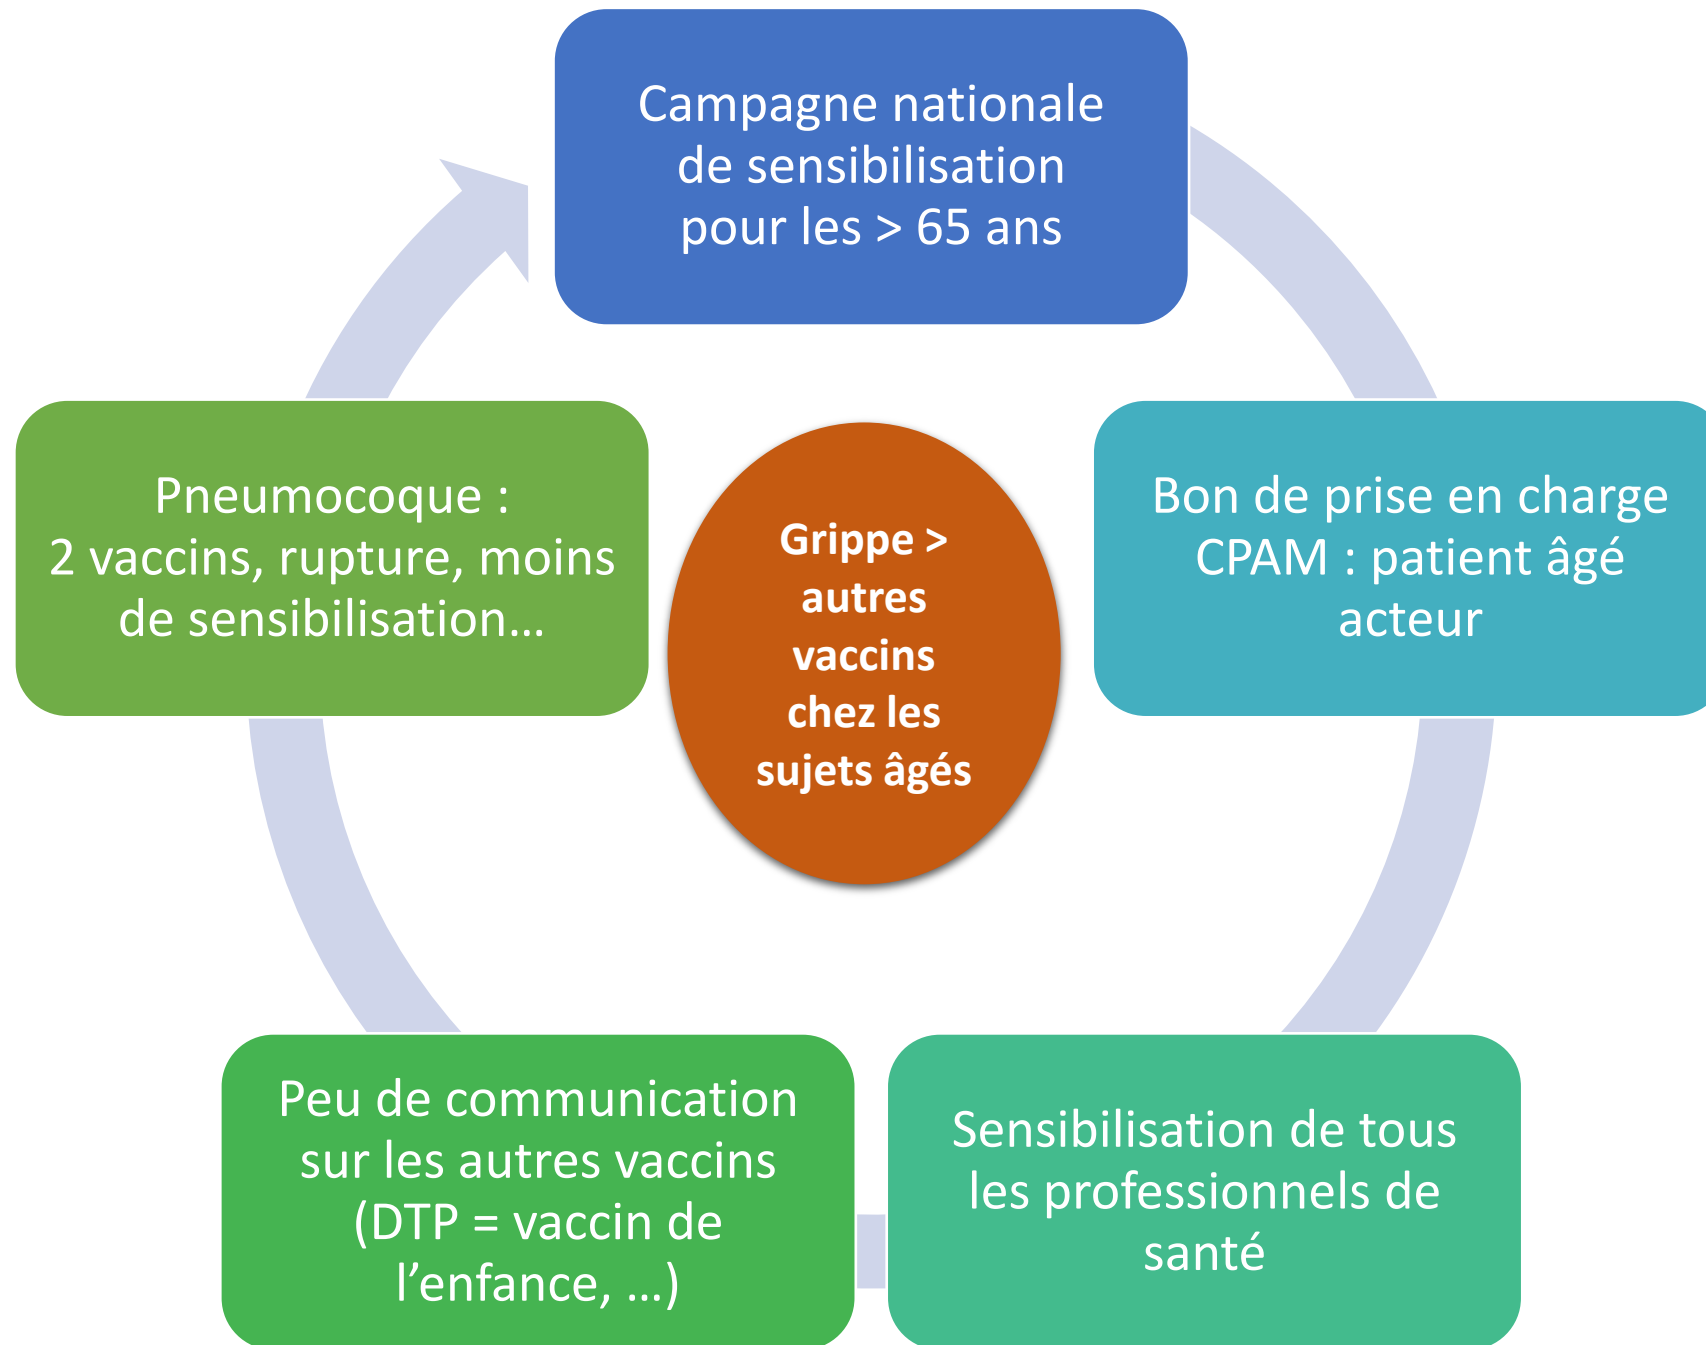 Campagne nationale
de sensibilisation
pour les > 65 ans
Bon de prise en charge
CPAM : patient âgé
acteur
Sensibilisation de tous
les professionnels de
santé
Peu de communication
sur les autres vaccins
(DTP = vaccin de
l’enfance, …)
Pneumocoque :
2 vaccins, rupture, moins
de sensibilisation…
Grippe >
autres
vaccins
chez les
sujets âgés